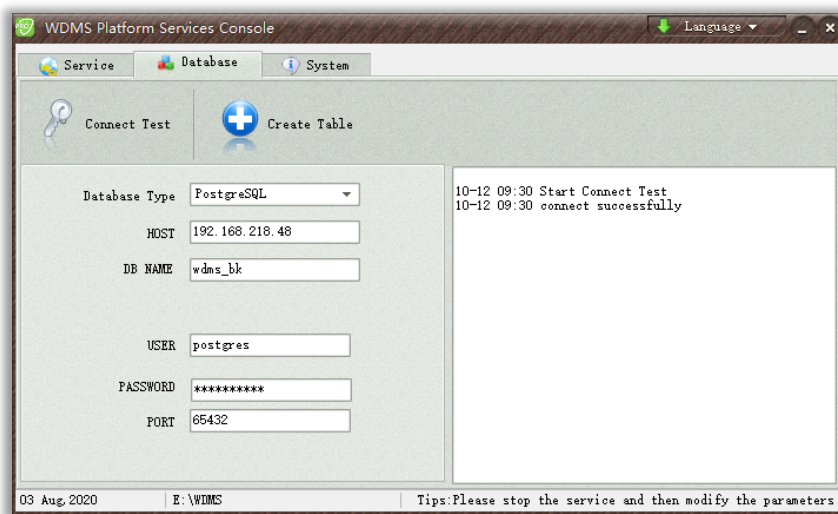 PRO WDMS Platform Services Console Language
Service Database System
Connect Test Create Table
Database Type PostgreSQL
HOST 192.168.218.48
DB NAME wdms_bk
USER postgres
PASSWORD **********
PORT 65432
10-12 09:30 Start Connect Test
10-12 09:30 connect successfully
03 Aug,2020 E:\WDMS Tips:Please stop the service and then modify the parameters